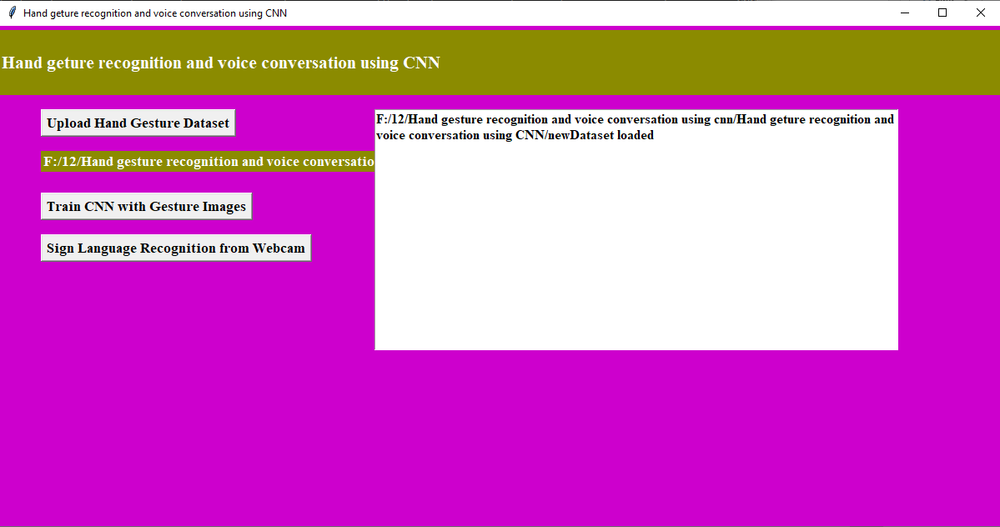 Hand geture recognition and voice conversation using CNN
Hand geture recognition and voice conversation using CNN
Upload Hand Gesture Dataset
F:/12/Hand gesture recognition and voice conversatio
Train CNN with Gesture Images
Sign Language Recognition from Webcam
F:/12/Hand gesture recognition and voice conversation using cnn/Hand geture recognition and
voice conversation using CNN/newDataset loaded